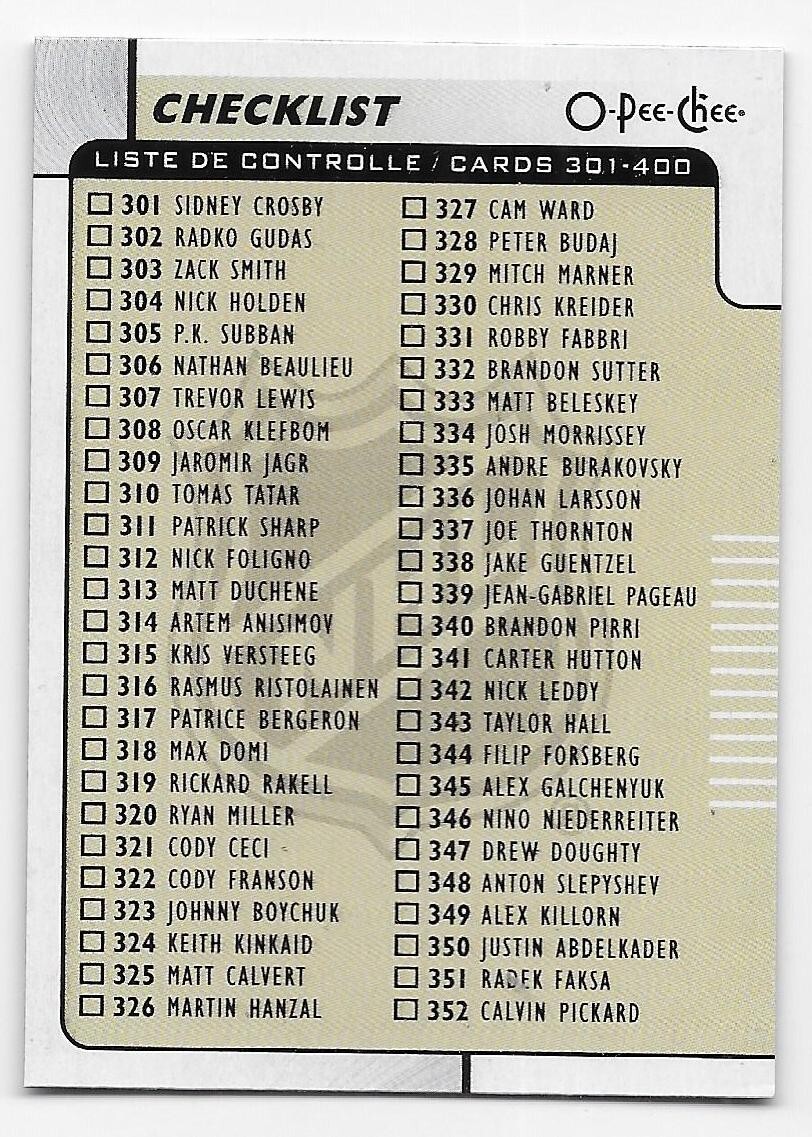 CHECKLIST
O-Pee-Chee
LISTE DE CONTROLLE / CARDS 301-400
301 SIDNEY CROSBY
302 RADKO GUDAS
303 ZACK SMITH
304 NICK HOLDEN
305 P.K. SUBBAN
306 NATHAN BEAULIEU
307 TREVOR LEWIS
308 OSCAR KLEFBOM
309 JAROMIR JAGR
310 TOMAS TATAR
311 PATRICK SHARP
312 NICK FOLIGNO
313 MATT DUCHENE
314 ARTEM ANISIMOV
315 KRIS VERSTEEG
316 RASMUS RISTOLAINEN
317 PATRICE BERGERON
318 MAX DOMI
319 RICKARD RAKELL
320 RYAN MILLER
321 CODY CECI
322 CODY FRANSON
323 JOHNNY BOYCHUK
324 KEITH KINKAID
325 MATT CALVERT
326 MARTIN HANZAL
327 CAM WARD
328 PETER BUDAJ
329 MITCH MARNER
330 CHRIS KREIDER
331 ROBBY FABBRI
332 BRANDON SUTTER
333 MATT BELESKEY
334 JOSH MORRISSEY
335 ANDRE BURAKOVSKY
336 JOHAN LARSSON
337 JOE THORNTON
338 JAKE GUENTZEL
339 JEAN-GABRIEL PAGEAU
340 BRANDON PIRRI
341 CARTER HUTTON
342 NICK LEDDY
343 TAYLOR HALL
344 FILIP FORSBERG
345 ALEX GALCHENYUK
346 NINO NIEDERREITER
347 DREW DOUGHTY
348 ANTON SLEPYSHEV
349 ALEX KILLORN
350 JUSTIN ABDELKADER
351 RADEK FAKSA
352 CALVIN PICKARD